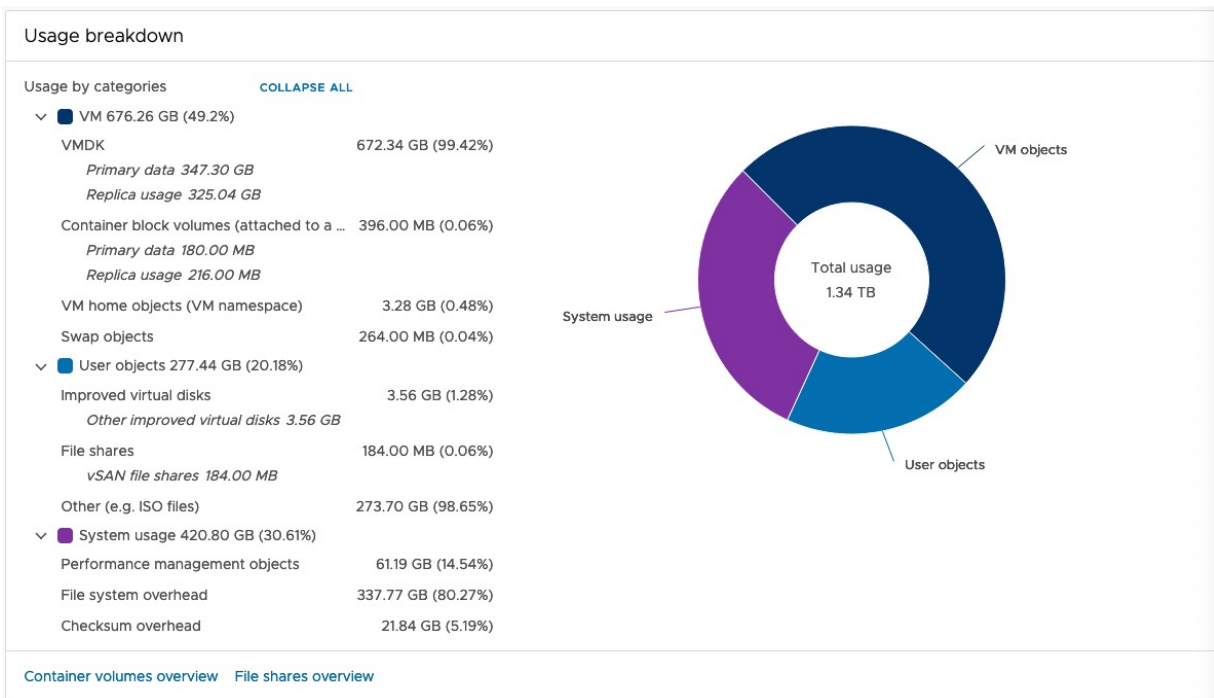 Usage breakdown
Usage by categories COLLAPSE ALL
VM 676.26 GB (49.2%)
VMDK 672.34 GB (99.42%)
Primary data 347.30 GB
Replica usage 325.04 GB
Container block volumes (attached to a ... 396.00 MB (0.06%)
Primary data 180.00 MB
Replica usage 216.00 MB
VM home objects (VM namespace) 3.28 GB (0.48%)
Swap objects 264.00 MB (0.04%)
User objects 277.44 GB (20.18%)
Improved virtual disks 3.56 GB (1.28%)
Other improved virtual disks 3.56 GB
File shares 184.00 MB (0.06%)
vSAN file shares 184.00 MB
Other (e.g. ISO files) 273.70 GB (98.65%)
System usage 420.80 GB (30.61%)
Performance management objects 61.19 GB (14.54%)
File system overhead 337.77 GB (80.27%)
Checksum overhead 21.84 GB (5.19%)
VM objects
Total usage
1.34 TB
System usage
User objects
Container volumes overview File shares overview